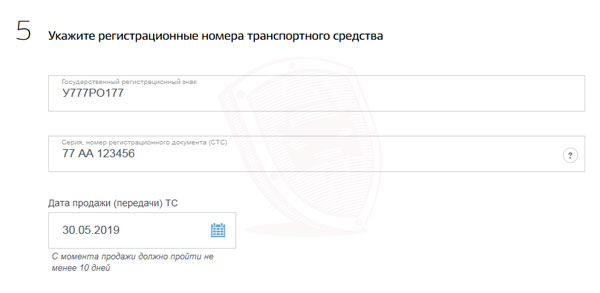 5 Укажите регистрационные номера транспортного средства
Государственный регистрационный знак
У777РО177
Серия, номер регистрационного документа (СТС)
77 АА 123456
?
Дата продажи (передачи) ТС
30.05.2019
С момента продажи должно пройти не
менее 10 дней